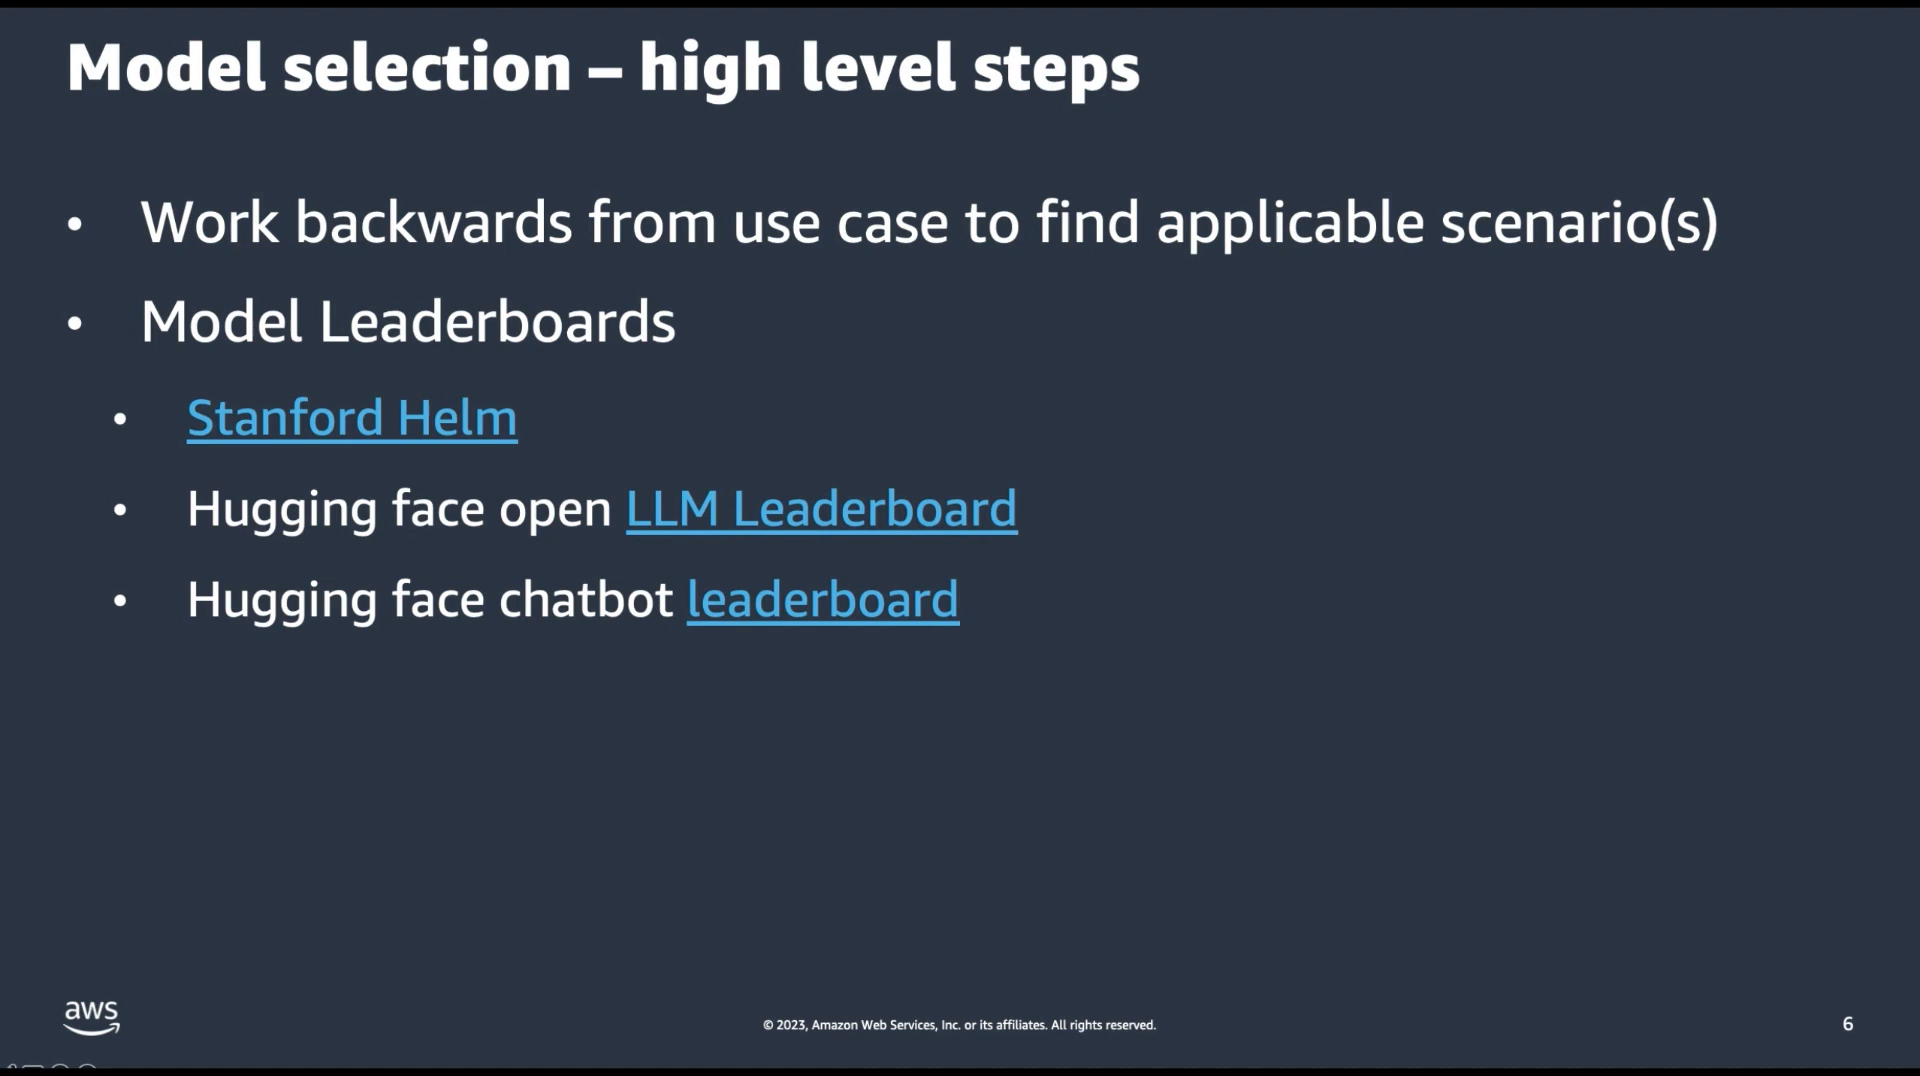 Model selection – high level steps
• Work backwards from use case to find applicable scenario(s)
• Model Leaderboards
• Stanford Helm
• Hugging face open LLM Leaderboard
• Hugging face chatbot leaderboard
aws
© 2023, Amazon Web Services, Inc. or its affiliates. All rights reserved.
6